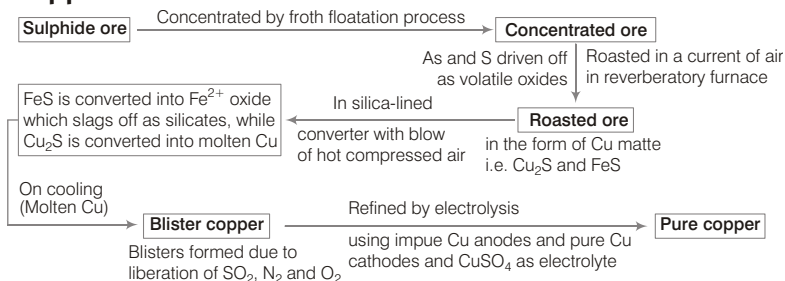 Sulphide ore
Concentrated by froth floatation process
Concentrated ore
As and S driven off
as volatile oxides
Roasted in a current of air
in reverberatory furnace
FeS is converted into Fe²⁺ oxide
which slags off as silicates, while
Cu₂S is converted into molten Cu
In silica-lined
converter with blow
of hot compressed air
Roasted ore
in the form of Cu matte
i.e. Cu₂S and FeS
On cooling
(Molten Cu)
Blister copper
Blisters formed due to
liberation of SO₂, N₂ and O₂
Refined by electrolysis
using impue Cu anodes and pure Cu
cathodes and CuSO₄ as electrolyte
Pure copper